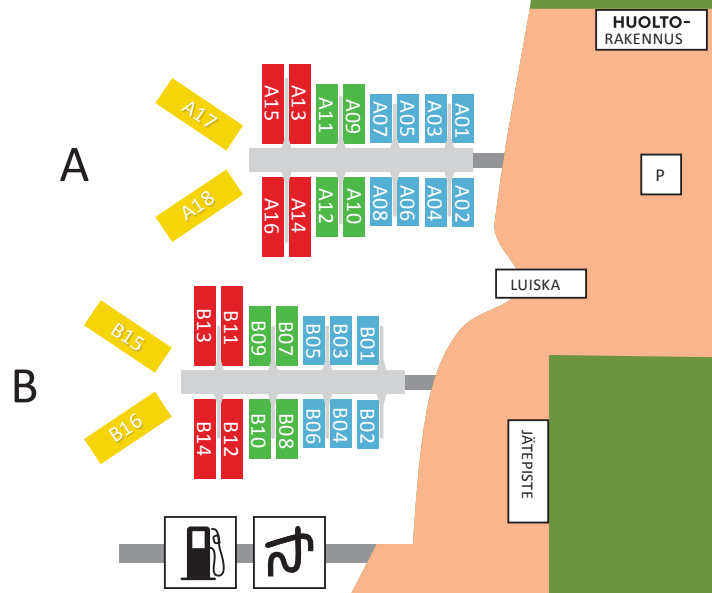 HUOLTO-
RAKENNUS
A17
A15
A13
A11
A09
A07
A05
A03
A01
A
P
A18
A16
A14
A12
A10
A08
A06
A04
A02
LUISKA
B15
B13
B11
B09
B07
B05
B03
B01
B
B16
B14
B12
B10
B08
B06
B04
B02
JÄTEPISTE